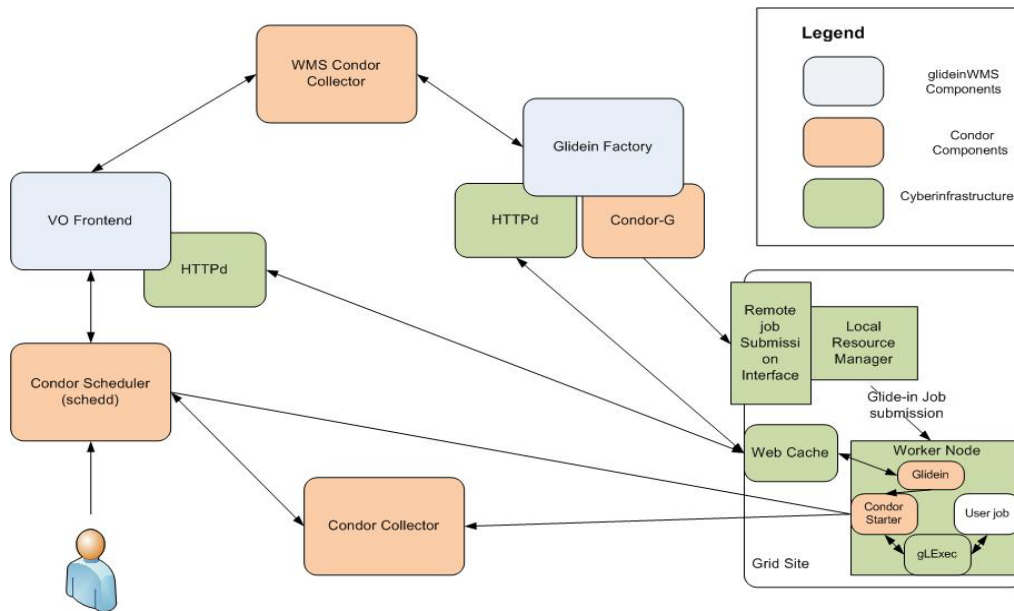 WMS Condor
Collector
Glidein Factory
HTTPd
Condor-G
VO Frontend
HTTPd
Condor Scheduler
(schedd)
Condor Collector
Legend
glideinWMS
Components
Condor
Components
Cyberinfrastructure
Remote
job
Submissi
on
Interface
Local
Resource
Manager
Glide-in Job
submission
Web Cache
Worker Node
Glidein
Condor
Starter
User job
gLExec
Grid Site